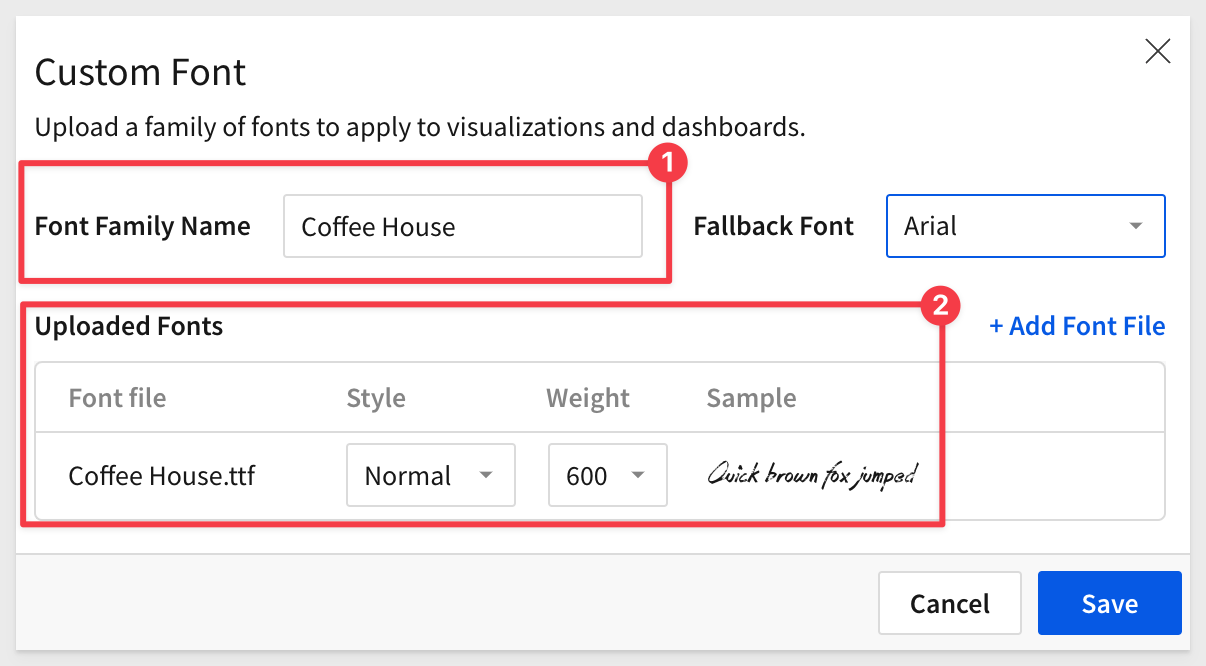 Custom Font
Upload a family of fonts to apply to visualizations and dashboards.
1
Font Family Name Coffee House Fallback Font Arial
2
Uploaded Fonts + Add Font File
Font file Style Weight Sample
Coffee House.ttf Normal 600 Quick brown fox jumped
Cancel Save